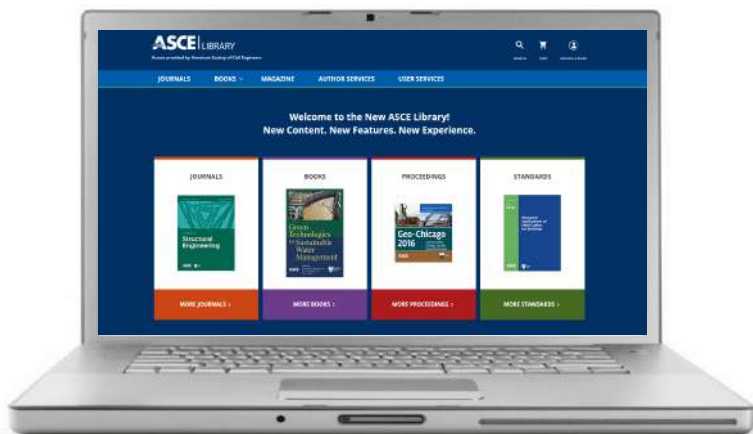 ASCE LIBRARY
Access provided by American Society of Civil Engineers
SEARCH CART
JOURNALS BOOKS MAGAZINE AUTHOR SERVICES USER SERVICES
Welcome to the New ASCE Library!
New Content. New Features. New Experience.
JOURNALS
BOOKS
PROCEEDINGS
STANDARDS
Structural
Engineering
Green
Technologies
for Sustainable
Water
Management
Geo-Chicago
2016
MORE JOURNALS ›
MORE BOOKS ›
MORE PROCEEDINGS ›
MORE STANDARDS ›